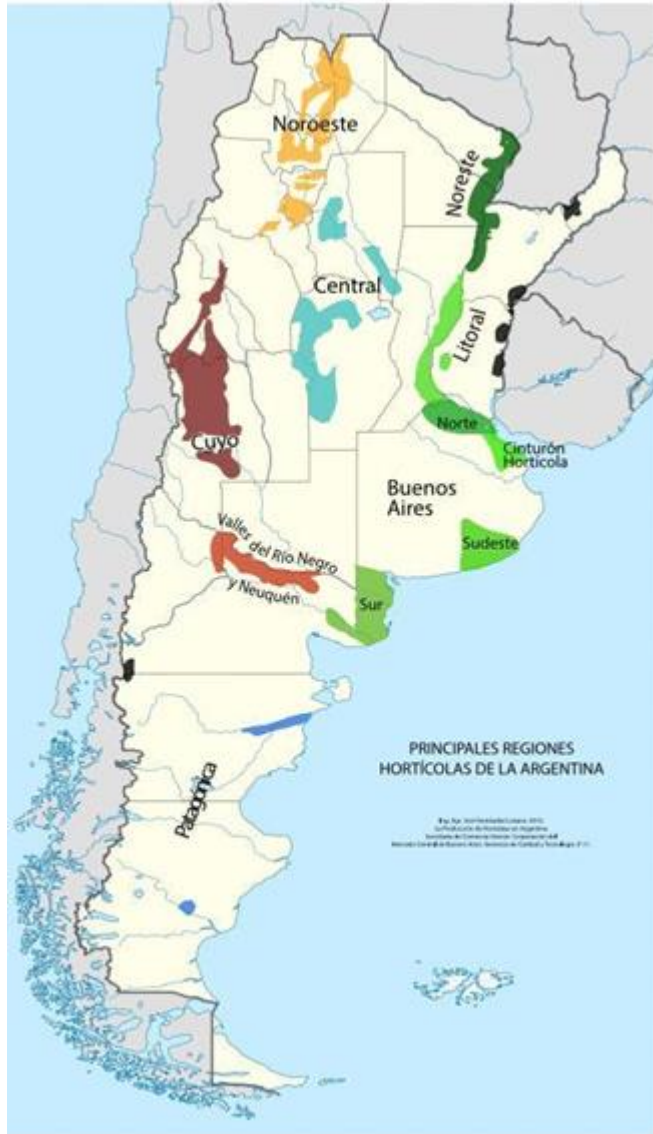 Noroeste
Noreste
Central
Litoral
Cuyo
Norte
Cinturón
Hortícola
Buenos
Aires
Sudeste
Valles del Río Negro
y Neuquén
Sur
PRINCIPALES REGIONES
HORTÍCOLAS DE LA ARGENTINA
Patagónica